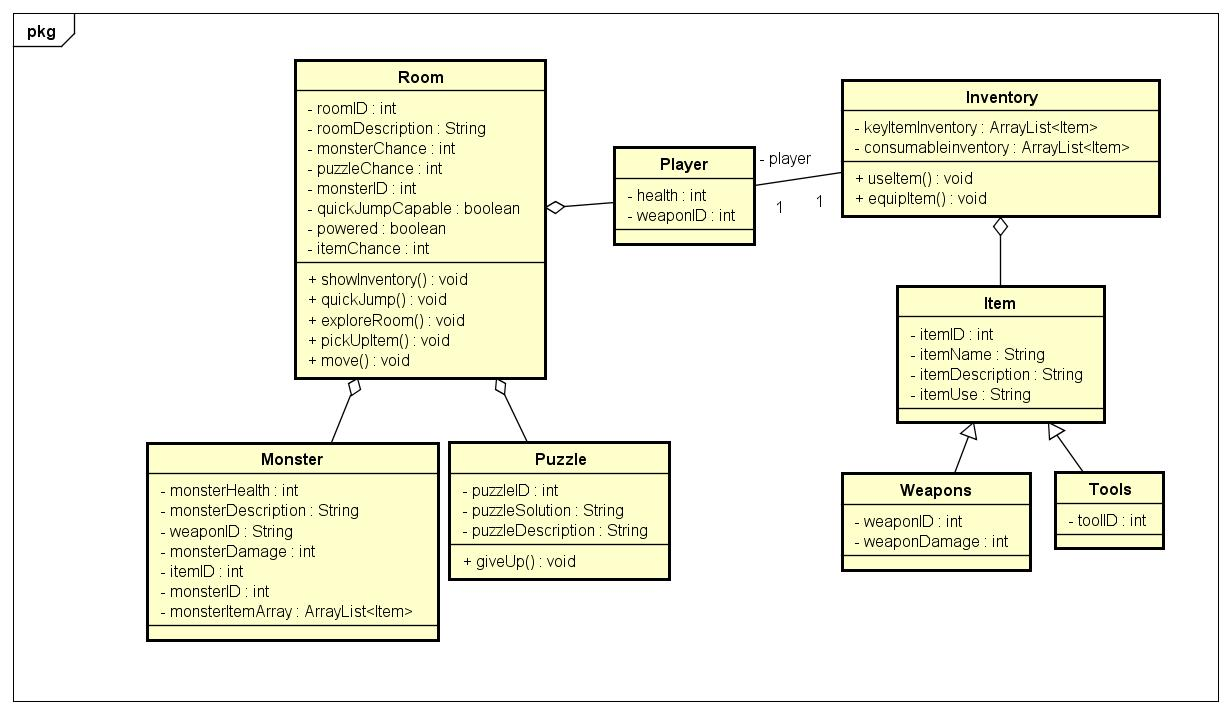 pkg
Room
- roomID : int
- roomDescription : String
- monsterChance : int
- puzzleChance : int
- monsterID : int
- quickJumpCapable : boolean
- powered : boolean
- itemChance : int
+ showInventory() : void
+ quickJump() : void
+ exploreRoom() : void
+ pickUpItem() : void
+ move() : void
Player
- health : int
- weaponID : int
- player
1
1
Inventory
- keyItemInventory : ArrayList<Item>
- consumableinventory : ArrayList<Item>
+ useItem() : void
+ equipItem() : void
Item
- itemID : int
- itemName : String
- itemDescription : String
- itemUse : String
Monster
- monsterHealth : int
- monsterDescription : String
- weaponID : String
- monsterDamage : int
- itemID : int
- monsterID : int
- monsterItemArray : ArrayList<Item>
Puzzle
- puzzleID : int
- puzzleSolution : String
- puzzleDescription : String
+ giveUp() : void
Weapons
- weaponID : int
- weaponDamage : int
Tools
- toolID : int